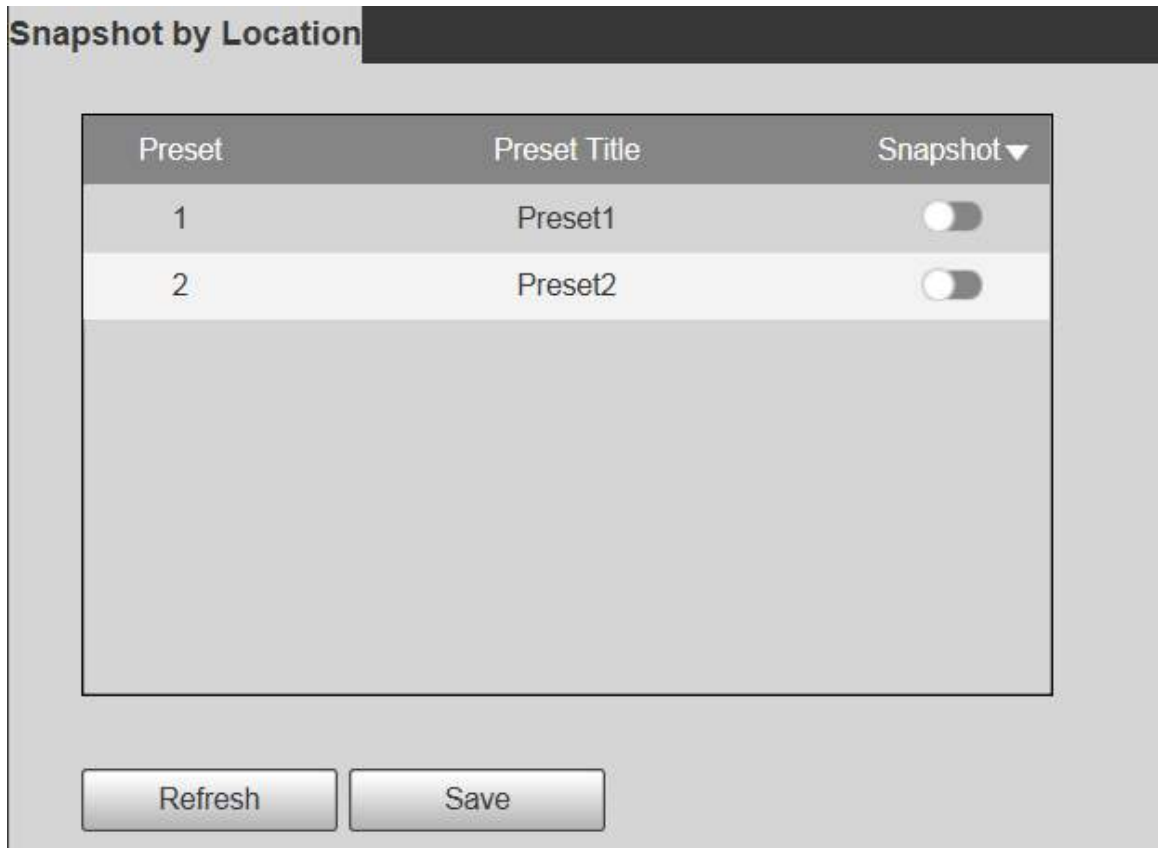 Snapshot by Location
Preset Preset Title Snapshot
1 Preset1
2 Preset2
Refresh Save